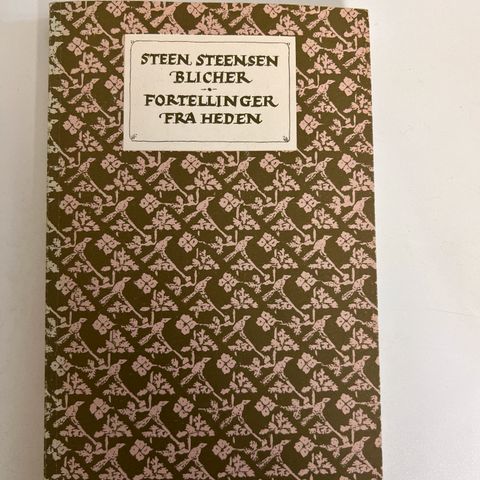 STEEN STEENSEN
BLICHER
FORTELLINGER
FRA HEDEN